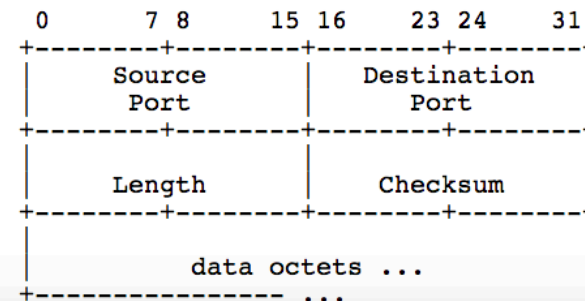 0 7 8 15 16 23 24 31
+--------+--------+--------+--------+
| Source | Destination
| Port | Port
+--------+--------+--------+--------+
| |
| Length | Checksum
+--------+--------+--------+--------+
|
| data octets ...
+---------------- ...